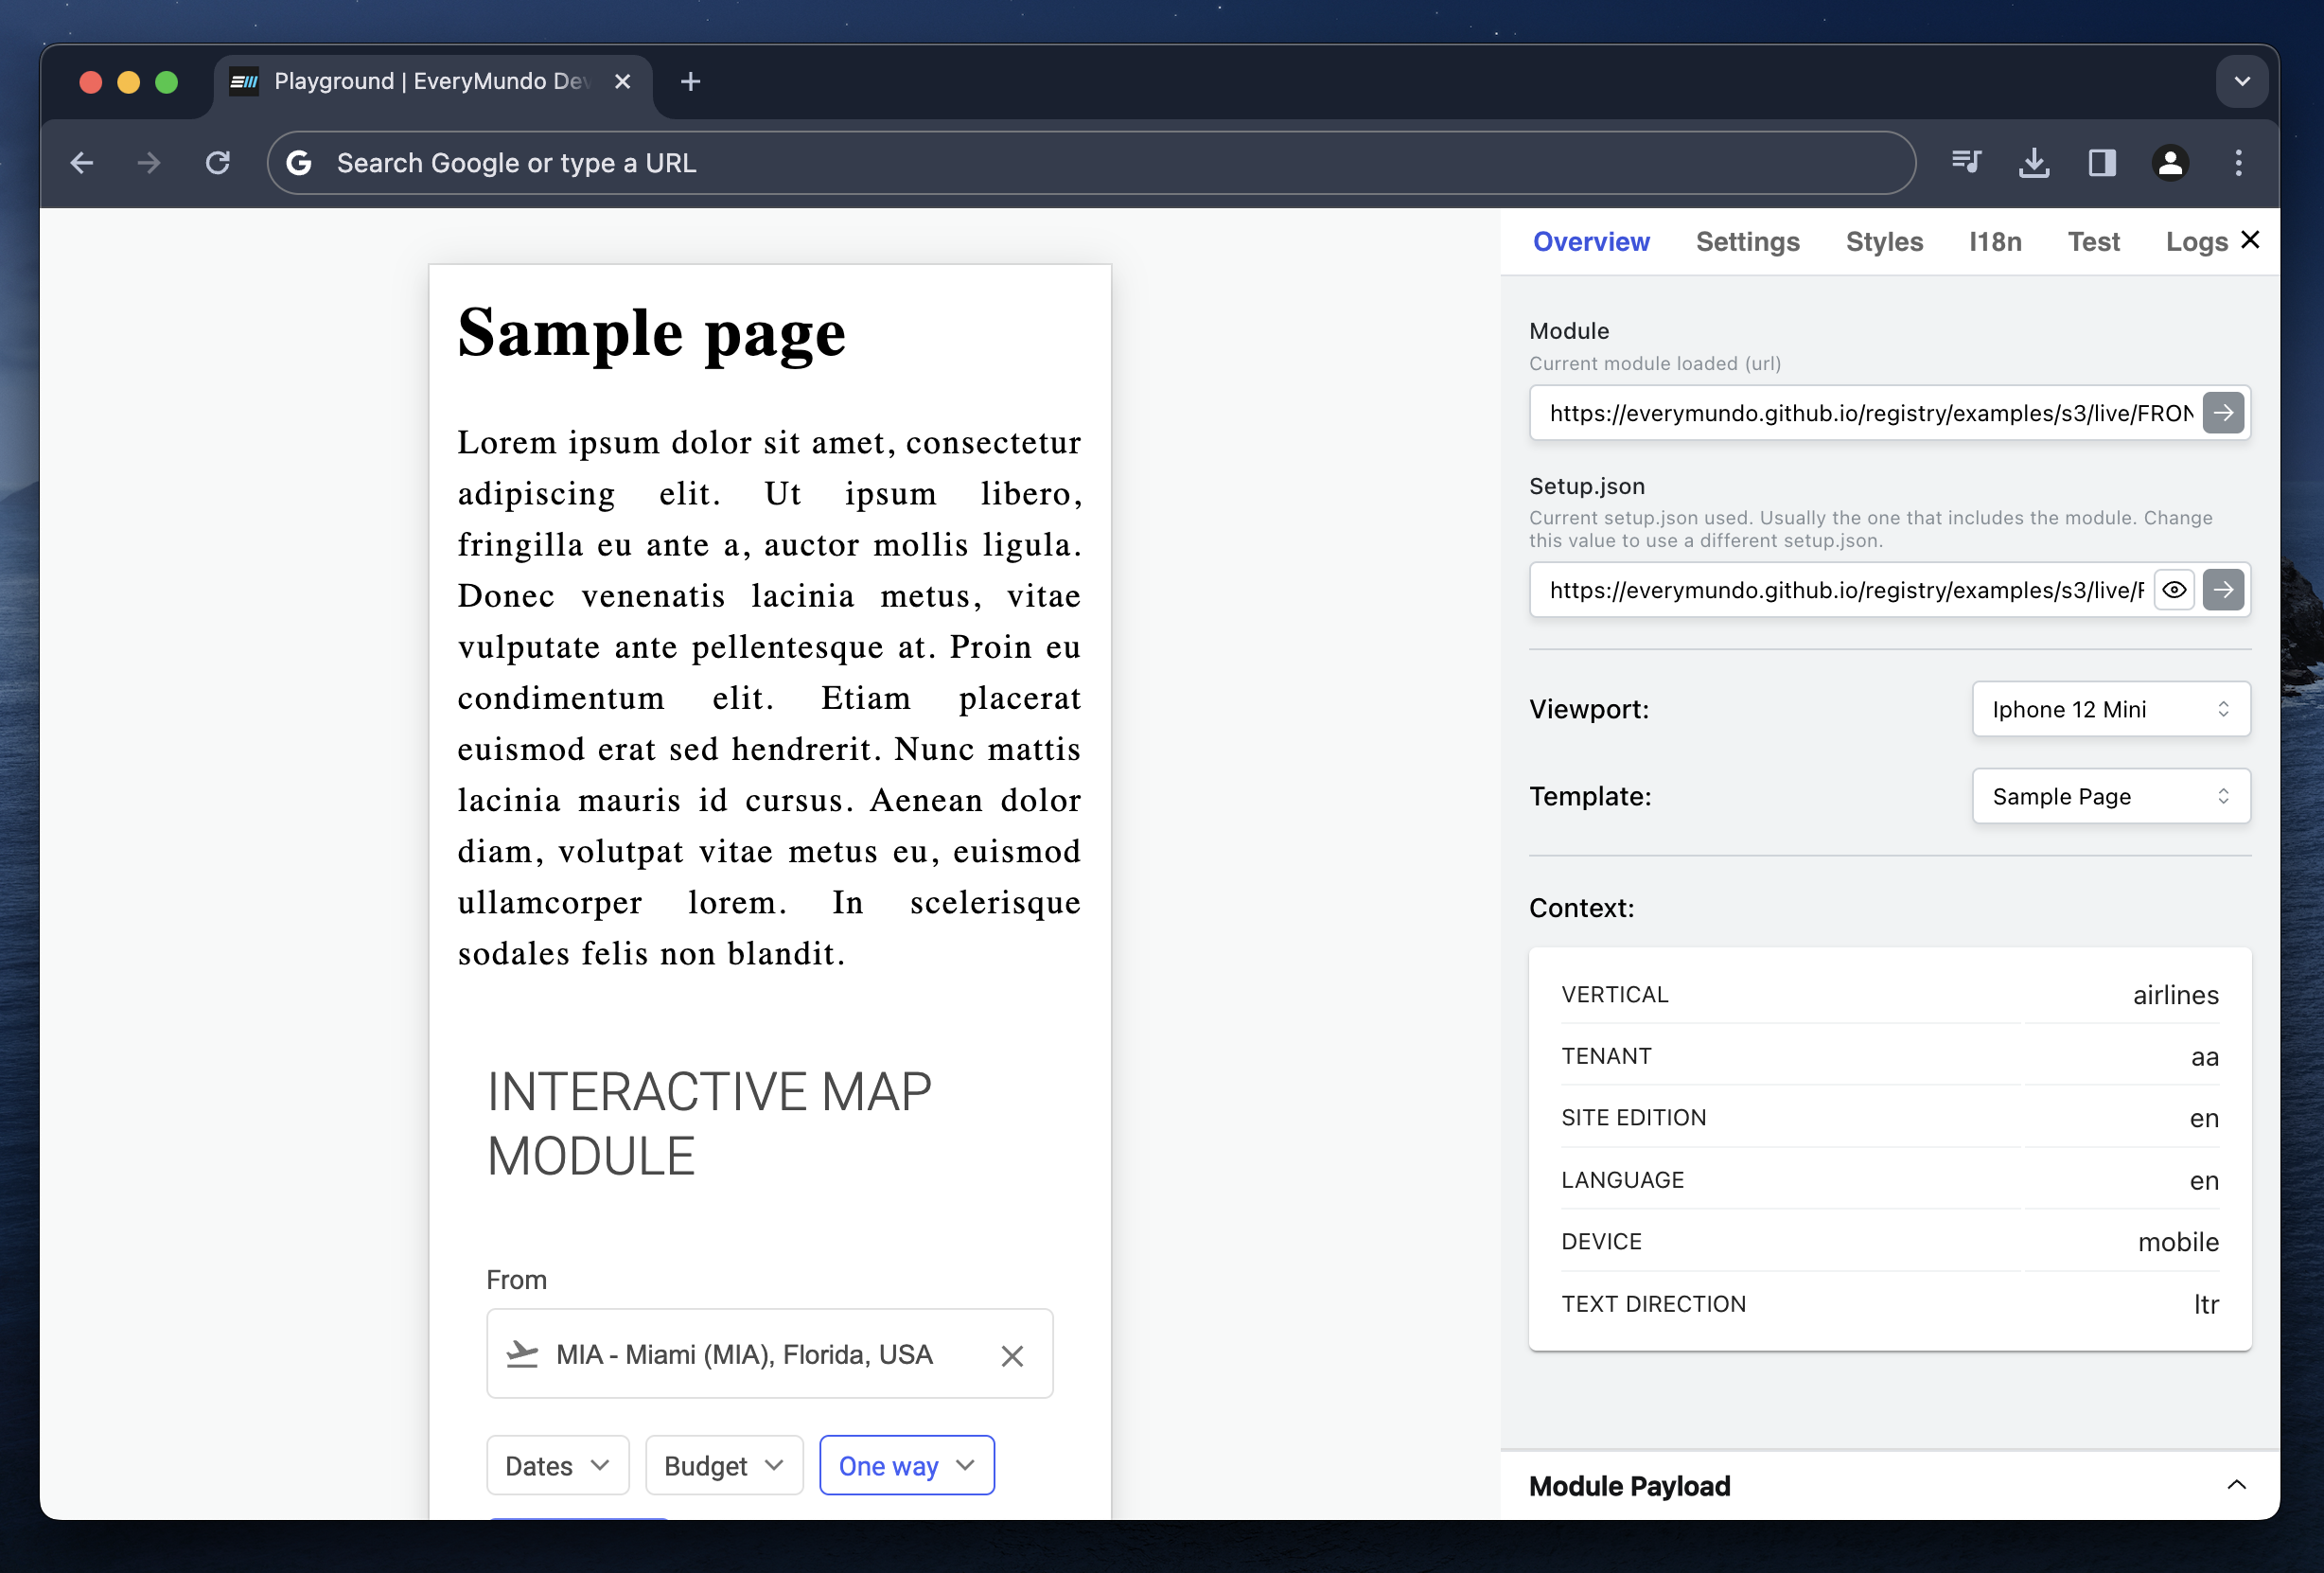 Playground | EveryMundo Dev
Search Google or type a URL
Sample page
Lorem ipsum dolor sit amet, consectetur
adipiscing elit. Ut ipsum libero,
fringilla eu ante a, auctor mollis ligula.
Donec venenatis lacinia metus, vitae
vulputate ante pellentesque at. Proin eu
condimentum elit. Etiam placerat
euismod erat sed hendrerit. Nunc mattis
lacinia mauris id cursus. Aenean dolor
diam, volutpat vitae metus eu, euismod
ullamcorper lorem. In scelerisque
sodales felis non blandit.
INTERACTIVE MAP
MODULE
From
MIA - Miami (MIA), Florida, USA
Dates
Budget
One way
Overview Settings Styles I18n Test Logs
Module
Current module loaded (url)
https://everymundo.github.io/registry/examples/s3/live/FRON
Setup.json
Current setup.json used. Usually the one that includes the module. Change
this value to use a different setup.json.
https://everymundo.github.io/registry/examples/s3/live/F
Viewport:
Iphone 12 Mini
Template:
Sample Page
Context:
VERTICAL airlines
TENANT aa
SITE EDITION en
LANGUAGE en
DEVICE mobile
TEXT DIRECTION ltr
Module Payload